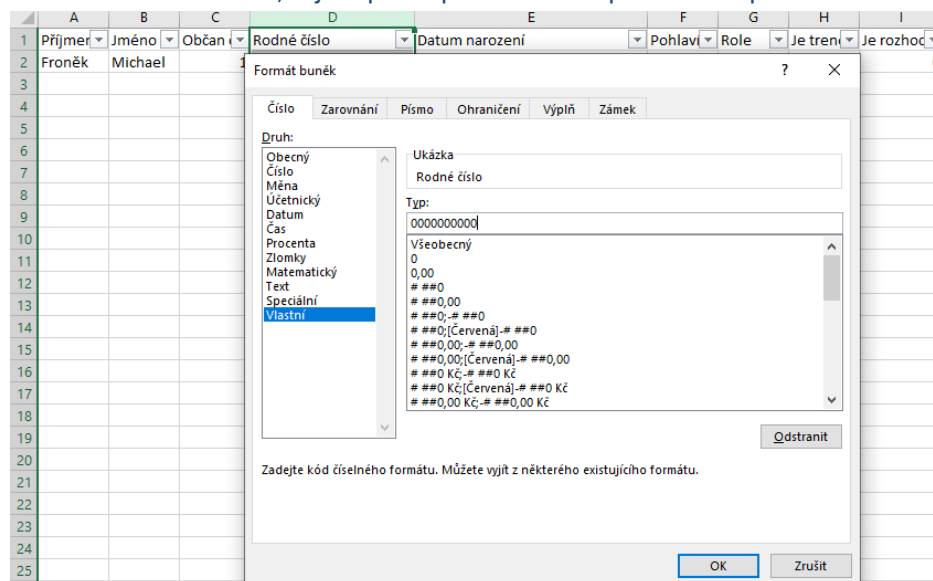 A B C D E F G H I
1 Příjmer Jméno Občan Rodné číslo Datum narození Pohlavi Role Je tren Je rozhoc
2 Froněk Michael 1
Formát buněk ? ×
Číslo Zarovnání Písmo Ohraničení Výplň Zámek
Druh:
Obecný
Číslo
Měna
Účetnický
Datum
Čas
Procenta
Zlomky
Matematický
Text
Speciální
Vlastní
Ukázka
Rodné číslo
Typ:
0000000000
Všeobecný
0
0,00
# ##0
# ##0,00
# ##0;-# ##0
# ##0;[Červená]-# ##0
# ##0,00;-# ##0,00
# ##0,00;[Červená]-# ##0,00
# ##0 Kč;-# ##0 Kč
# ##0 Kč;[Červená]-# ##0 Kč
# ##0,00 Kč;-# ##0,00 Kč
Odstranit
Zadejte kód číselného formátu. Můžete vyjít z některého existujícího formátu.
OK Zrušit
3
4
5
6
7
8
9
10
11
12
13
14
15
16
17
18
19
20
21
22
23
24
25